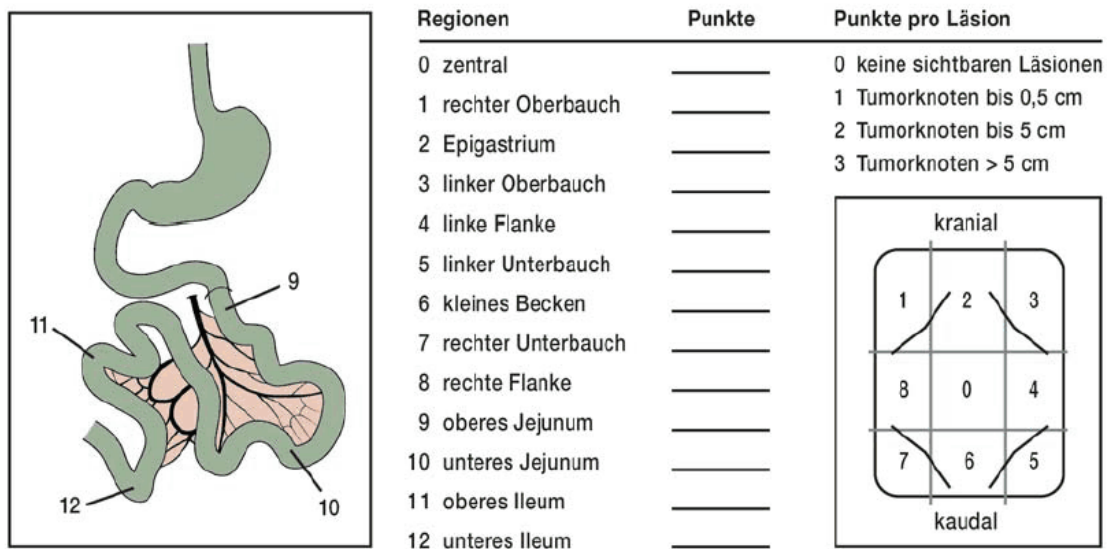 9
11
12
10
Regionen Punkte
0 zentral
1 rechter Oberbauch
2 Epigastrium
3 linker Oberbauch
4 linke Flanke
5 linker Unterbauch
6 kleines Becken
7 rechter Unterbauch
8 rechte Flanke
9 oberes Jejunum
10 unteres Jejunum
11 oberes Ileum
12 unteres Ileum
Punkte pro Läsion
0 keine sichtbaren Läsionen
1 Tumorknoten bis 0,5 cm
2 Tumorknoten bis 5 cm
3 Tumorknoten > 5 cm
kranial
1 2 3
8 0 4
7 6 5
kaudal